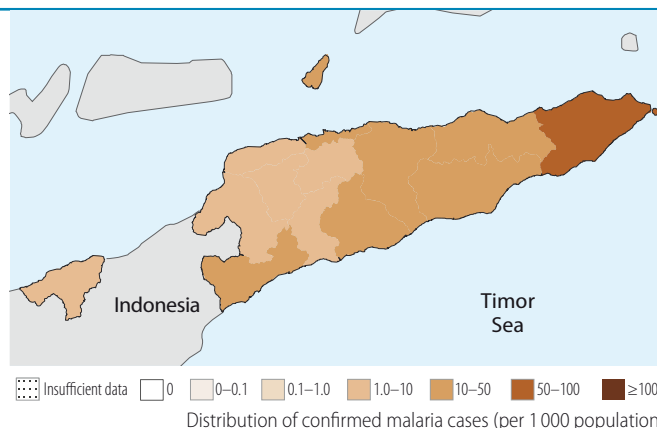 Indonesia
Timor
Sea
Insufficient data 0 0–0.1 0.1–1.0 1.0–10 10–50 50–100 ≥100
Distribution of confirmed malaria cases (per 1 000 population